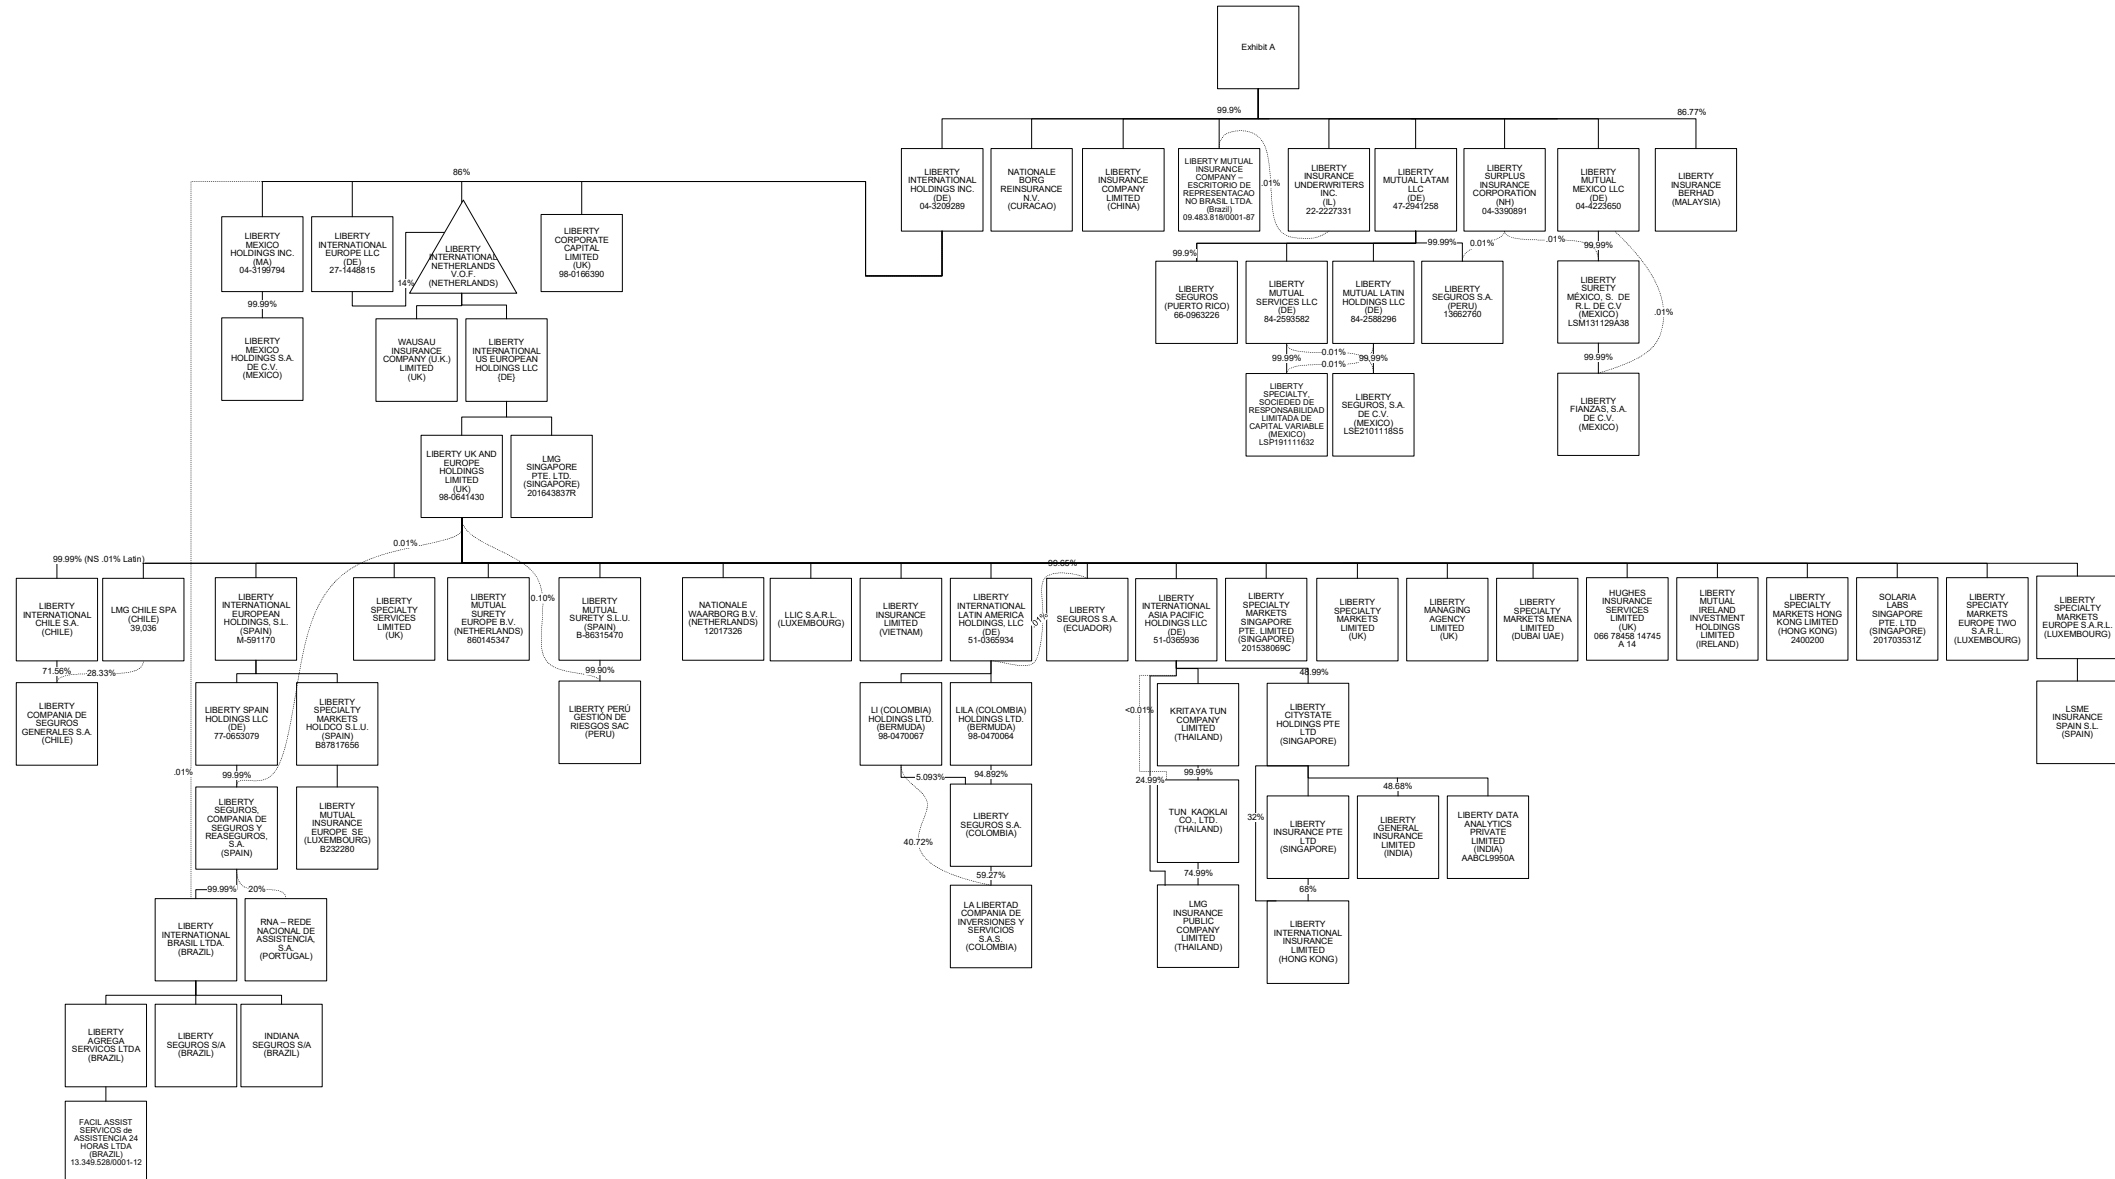 Exhibit A
99.9%
86.77%
LIBERTY
INTERNATIONAL
HOLDINGS INC.
(DE)
04-3209289
NATIONALE
BORG
REINSURANCE
N.V.
(CURACAO)
LIBERTY
INSURANCE
COMPANY
LIMITED
(CHINA)
LIBERTY MUTUAL
INSURANCE
COMPANY –
ESCRITORIO DE
REPRESENTACAO
NO BRASIL LTDA.
(Brazil)
09.483.818/0001-87
.01%
LIBERTY
INSURANCE
UNDERWRITERS
INC.
(IL)
22-2227331
LIBERTY
MUTUAL LATAM
LLC
(DE)
47-2941258
LIBERTY
SURPLUS
INSURANCE
CORPORATION
(NH)
04-3390891
LIBERTY
MUTUAL
MEXICO LLC
(DE)
04-4223650
LIBERTY
INSURANCE
BERHAD
(MALAYSIA)
86%
LIBERTY
MEXICO
HOLDINGS INC.
(MA)
04-3199794
LIBERTY
INTERNATIONAL
EUROPE LLC
(DE)
27-1448815
14%
LIBERTY
INTERNATIONAL
NETHERLANDS
V.O.F.
(NETHERLANDS)
LIBERTY
CORPORATE
CAPITAL
LIMITED
(UK)
98-0166390
99.9%
99.99%
0.01%
.01%
99.99%
LIBERTY
SEGUROS
(PUERTO RICO)
66-0963226
LIBERTY
MUTUAL
SERVICES LLC
(DE)
84-2593582
LIBERTY
MUTUAL LATIN
HOLDINGS LLC
(DE)
84-2588296
LIBERTY
SEGUROS S.A.
(PERU)
13662760
LIBERTY
SURETY
MÉXICO, S. DE
R.L. DE C.V
(MEXICO)
LSM131129A38
.01%
99.99%
LIBERTY
MEXICO
HOLDINGS S.A.
DE C.V.
(MEXICO)
WAUSAU
INSURANCE
COMPANY (U.K.)
LIMITED
(UK)
LIBERTY
INTERNATIONAL
US EUROPEAN
HOLDINGS LLC
{DE}
99.99%
0.01%
0.01%
99.99%
99.99%
LIBERTY
SPECIALTY,
SOCIEDED DE
RESPONSABILIDAD
LIMITADA DE
CAPITAL VARIABLE
(MEXICO)
LSP191111632
LIBERTY
SEGUROS, S.A.
DE C.V.
(MEXICO)
LSE2101118S5
LIBERTY
FIANZAS, S.A.
DE C.V.
(MEXICO)
LIBERTY UK AND
EUROPE
HOLDINGS
LIMITED
(UK)
98-0641430
LMG
SINGAPORE
PTE. LTD.
(SINGAPORE)
201643837R
0.01%
99.99% (NS .01% Latin)
99.65%
LIBERTY
INTERNATIONAL
CHILE S.A.
(CHILE)
LMG CHILE SPA
(CHILE)
39,036
LIBERTY
INTERNATIONAL
EUROPEAN
HOLDINGS, S.L.
(SPAIN)
M-591170
LIBERTY
SPECIALTY
SERVICES
LIMITED
(UK)
LIBERTY
MUTUAL
SURETY
EUROPE B.V.
(NETHERLANDS)
860145347
0.10%
LIBERTY
MUTUAL
SURETY S.L.U.
(SPAIN)
B-86315470
NATIONALE
WAARBORG B.V.
(NETHERLANDS)
12017326
LLIC S.A.R.L.
(LUXEMBOURG)
LIBERTY
INSURANCE
LIMITED
(VIETNAM)
LIBERTY
INTERNATIONAL
LATIN AMERICA
HOLDINGS, LLC
(DE)
51-0365934
.01%
LIBERTY
SEGUROS S.A.
(ECUADOR)
LIBERTY
INTERNATIONAL
ASIA PACIFIC
HOLDINGS LLC
(DE)
51-0365936
LIBERTY
SPECIALTY
MARKETS
SINGAPORE
PTE. LIMITED
(SINGAPORE)
201538069C
LIBERTY
SPECIALTY
MARKETS
LIMITED
(UK)
LIBERTY
MANAGING
AGENCY
LIMITED
(UK)
LIBERTY
SPECIALTY
MARKETS MENA
LIMITED
(DUBAI UAE)
HUGHES
INSURANCE
SERVICES
LIMITED
(UK)
066 78458 14745
A 14
LIBERTY
MUTUAL
IRELAND
INVESTMENT
HOLDINGS
LIMITED
(IRELAND)
LIBERTY
SPECIALTY
MARKETS HONG
KONG LIMITED
(HONG KONG)
2400200
SOLARIA
LABS
SINGAPORE
PTE. LTD
(SINGAPORE)
201703531Z
LIBERTY
SPECIATY
MARKETS
EUROPE TWO
S.A.R.L.
(LUXEMBOURG)
LIBERTY
SPECIALTY
MARKETS
EUROPE S.A.R.L.
(LUXEMBOURG)
71.56%
28.33%
99.90%
48.99%
LIBERTY
COMPANIA DE
SEGUROS
GENERALES S.A.
(CHILE)
LIBERTY SPAIN
HOLDINGS LLC
(DE)
77-0653079
LIBERTY
SPECIALTY
MARKETS
HOLDCO S.L.U.
(SPAIN)
B87817656
LIBERTY PERÚ
GESTIÓN DE
RIESGOS SAC
(PERU)
LI (COLOMBIA)
HOLDINGS LTD.
(BERMUDA)
98-0470067
LILA (COLOMBIA)
HOLDINGS LTD.
(BERMUDA)
98-0470064
<0.01%
KRITAYA TUN
COMPANY
LIMITED
(THAILAND)
LIBERTY
CITYSTATE
HOLDINGS PTE
LTD
(SINGAPORE)
LSME
INSURANCE
SPAIN S.L.
(SPAIN)
.01%
99.99%
5.093%
94.892%
24.99%
99.99%
48.68%
LIBERTY
SEGUROS,
COMPANIA DE
SEGUROS Y
REASEGUROS,
S.A.
(SPAIN)
LIBERTY
MUTUAL
INSURANCE
EUROPE SE
(LUXEMBOURG)
B232280
40.72%
LIBERTY
SEGUROS S.A.
(COLOMBIA)
TUN KAOKLAI
CO., LTD.
(THAILAND)
32%
LIBERTY
INSURANCE PTE
LTD
(SINGAPORE)
LIBERTY
GENERAL
INSURANCE
LIMITED
(INDIA)
LIBERTY DATA
ANALYTICS
PRIVATE
LIMITED
(INDIA)
AABCL9950A
99.99%
20%
59.27%
74.99%
68%
LIBERTY
INTERNATIONAL
BRASIL LTDA.
(BRAZIL)
RNA – REDE
NACIONAL DE
ASSISTENCIA,
S.A.
(PORTUGAL)
LA LIBERTAD
COMPANIA DE
INVERSIONES Y
SERVICIOS
S.A.S.
(COLOMBIA)
LMG
INSURANCE
PUBLIC
COMPANY
LIMITED
(THAILAND)
LIBERTY
INTERNATIONAL
INSURANCE
LIMITED
(HONG KONG)
LIBERTY
AGREGA
SERVICOS LTDA
(BRAZIL)
LIBERTY
SEGUROS S/A
(BRAZIL)
INDIANA
SEGUROS S/A
(BRAZIL)
FACIL ASSIST
SERVICOS de
ASSISTENCIA 24
HORAS LTDA
(BRAZIL)
13.349.528/0001-12